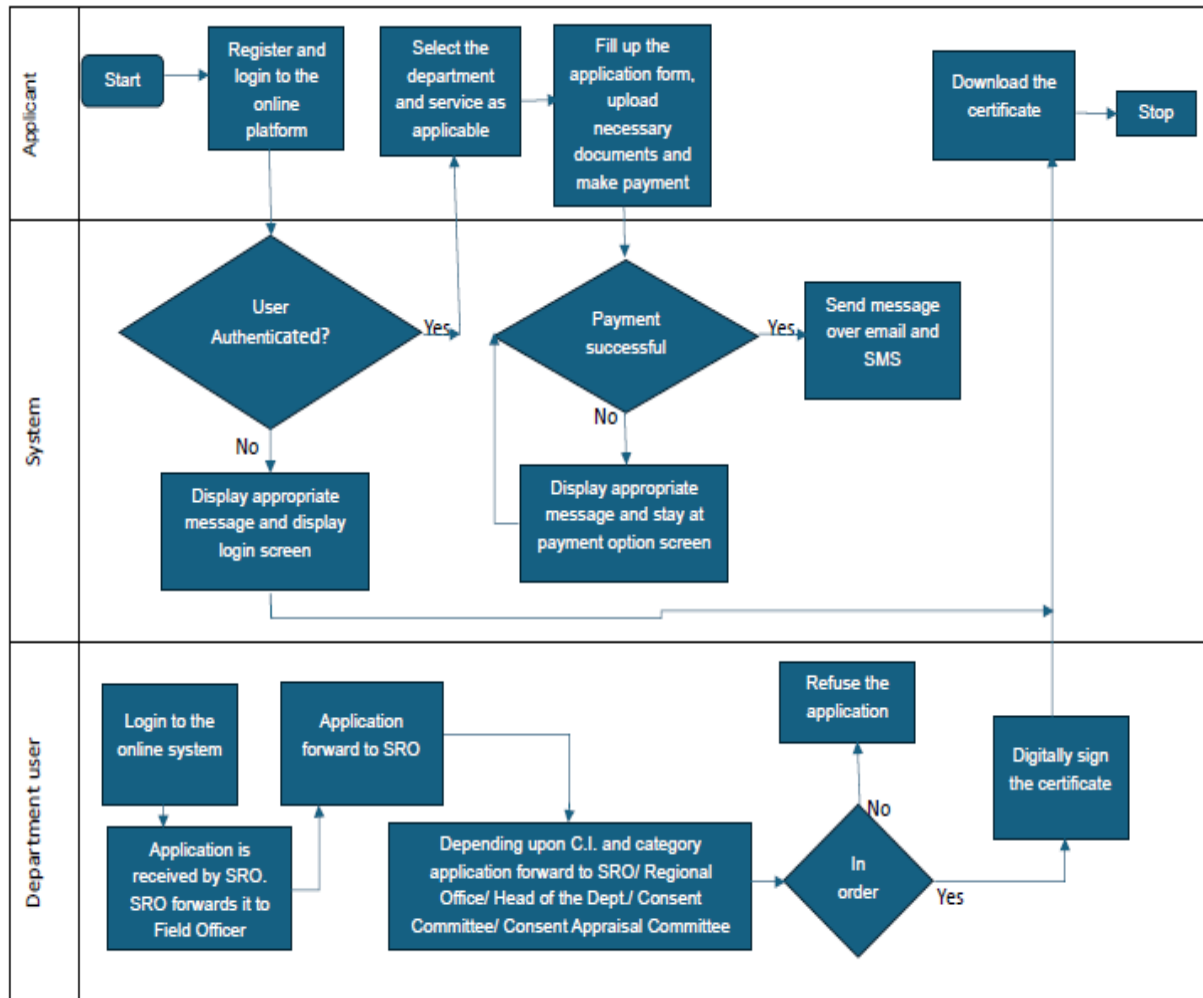 Applicant
Start
Register and
login to the
online
platform
Select the
department
and service as
applicable
Fill up the
application form,
upload
necessary
documents and
make payment
Download the
certificate
Stop
System
User
Authenticated?
Yes
No
Display appropriate
message and display
login screen
Payment
successful
Yes
No
Display appropriate
message and stay at
payment option screen
Send message
over email and
SMS
Department user
Login to the
online system
Application is
received by SRO.
SRO forwards it to
Field Officer
Application
forward to SRO
Depending upon C.I. and category
application forward to SRO/ Regional
Office/ Head of the Dept./ Consent
Committee/ Consent Appraisal Committee
In
order
No
Refuse the
application
Yes
Digitally sign
the certificate